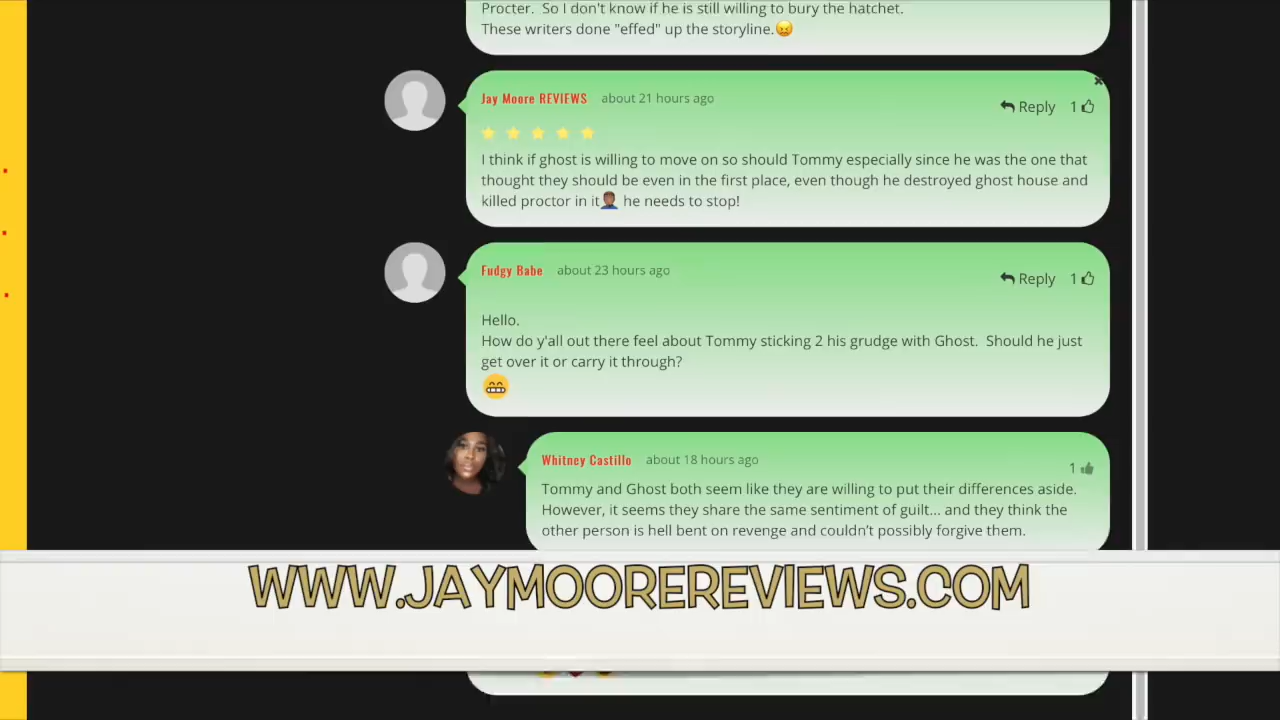 Procter. So I don't know if he is still willing to bury the hatchet.
These writers done "effed" up the storyline.😖
Jay Moore REVIEWS about 21 hours ago
Reply 1
I think if ghost is willing to move on so should Tommy especially since he was the one that
thought they should be even in the first place, even though he destroyed ghost house and
killed proctor in it🤦🏾‍♂️ he needs to stop!
Fudgy Babe about 23 hours ago
Reply 1
Hello.
How do y'all out there feel about Tommy sticking 2 his grudge with Ghost. Should he just
get over it or carry it through?
😁
Whitney Castillo about 18 hours ago
1
Tommy and Ghost both seem like they are willing to put their differences aside.
However, it seems they share the same sentiment of guilt... and they think the
other person is hell bent on revenge and couldn't possibly forgive them.
WWW.JAYMOOREREVIEWS.COM